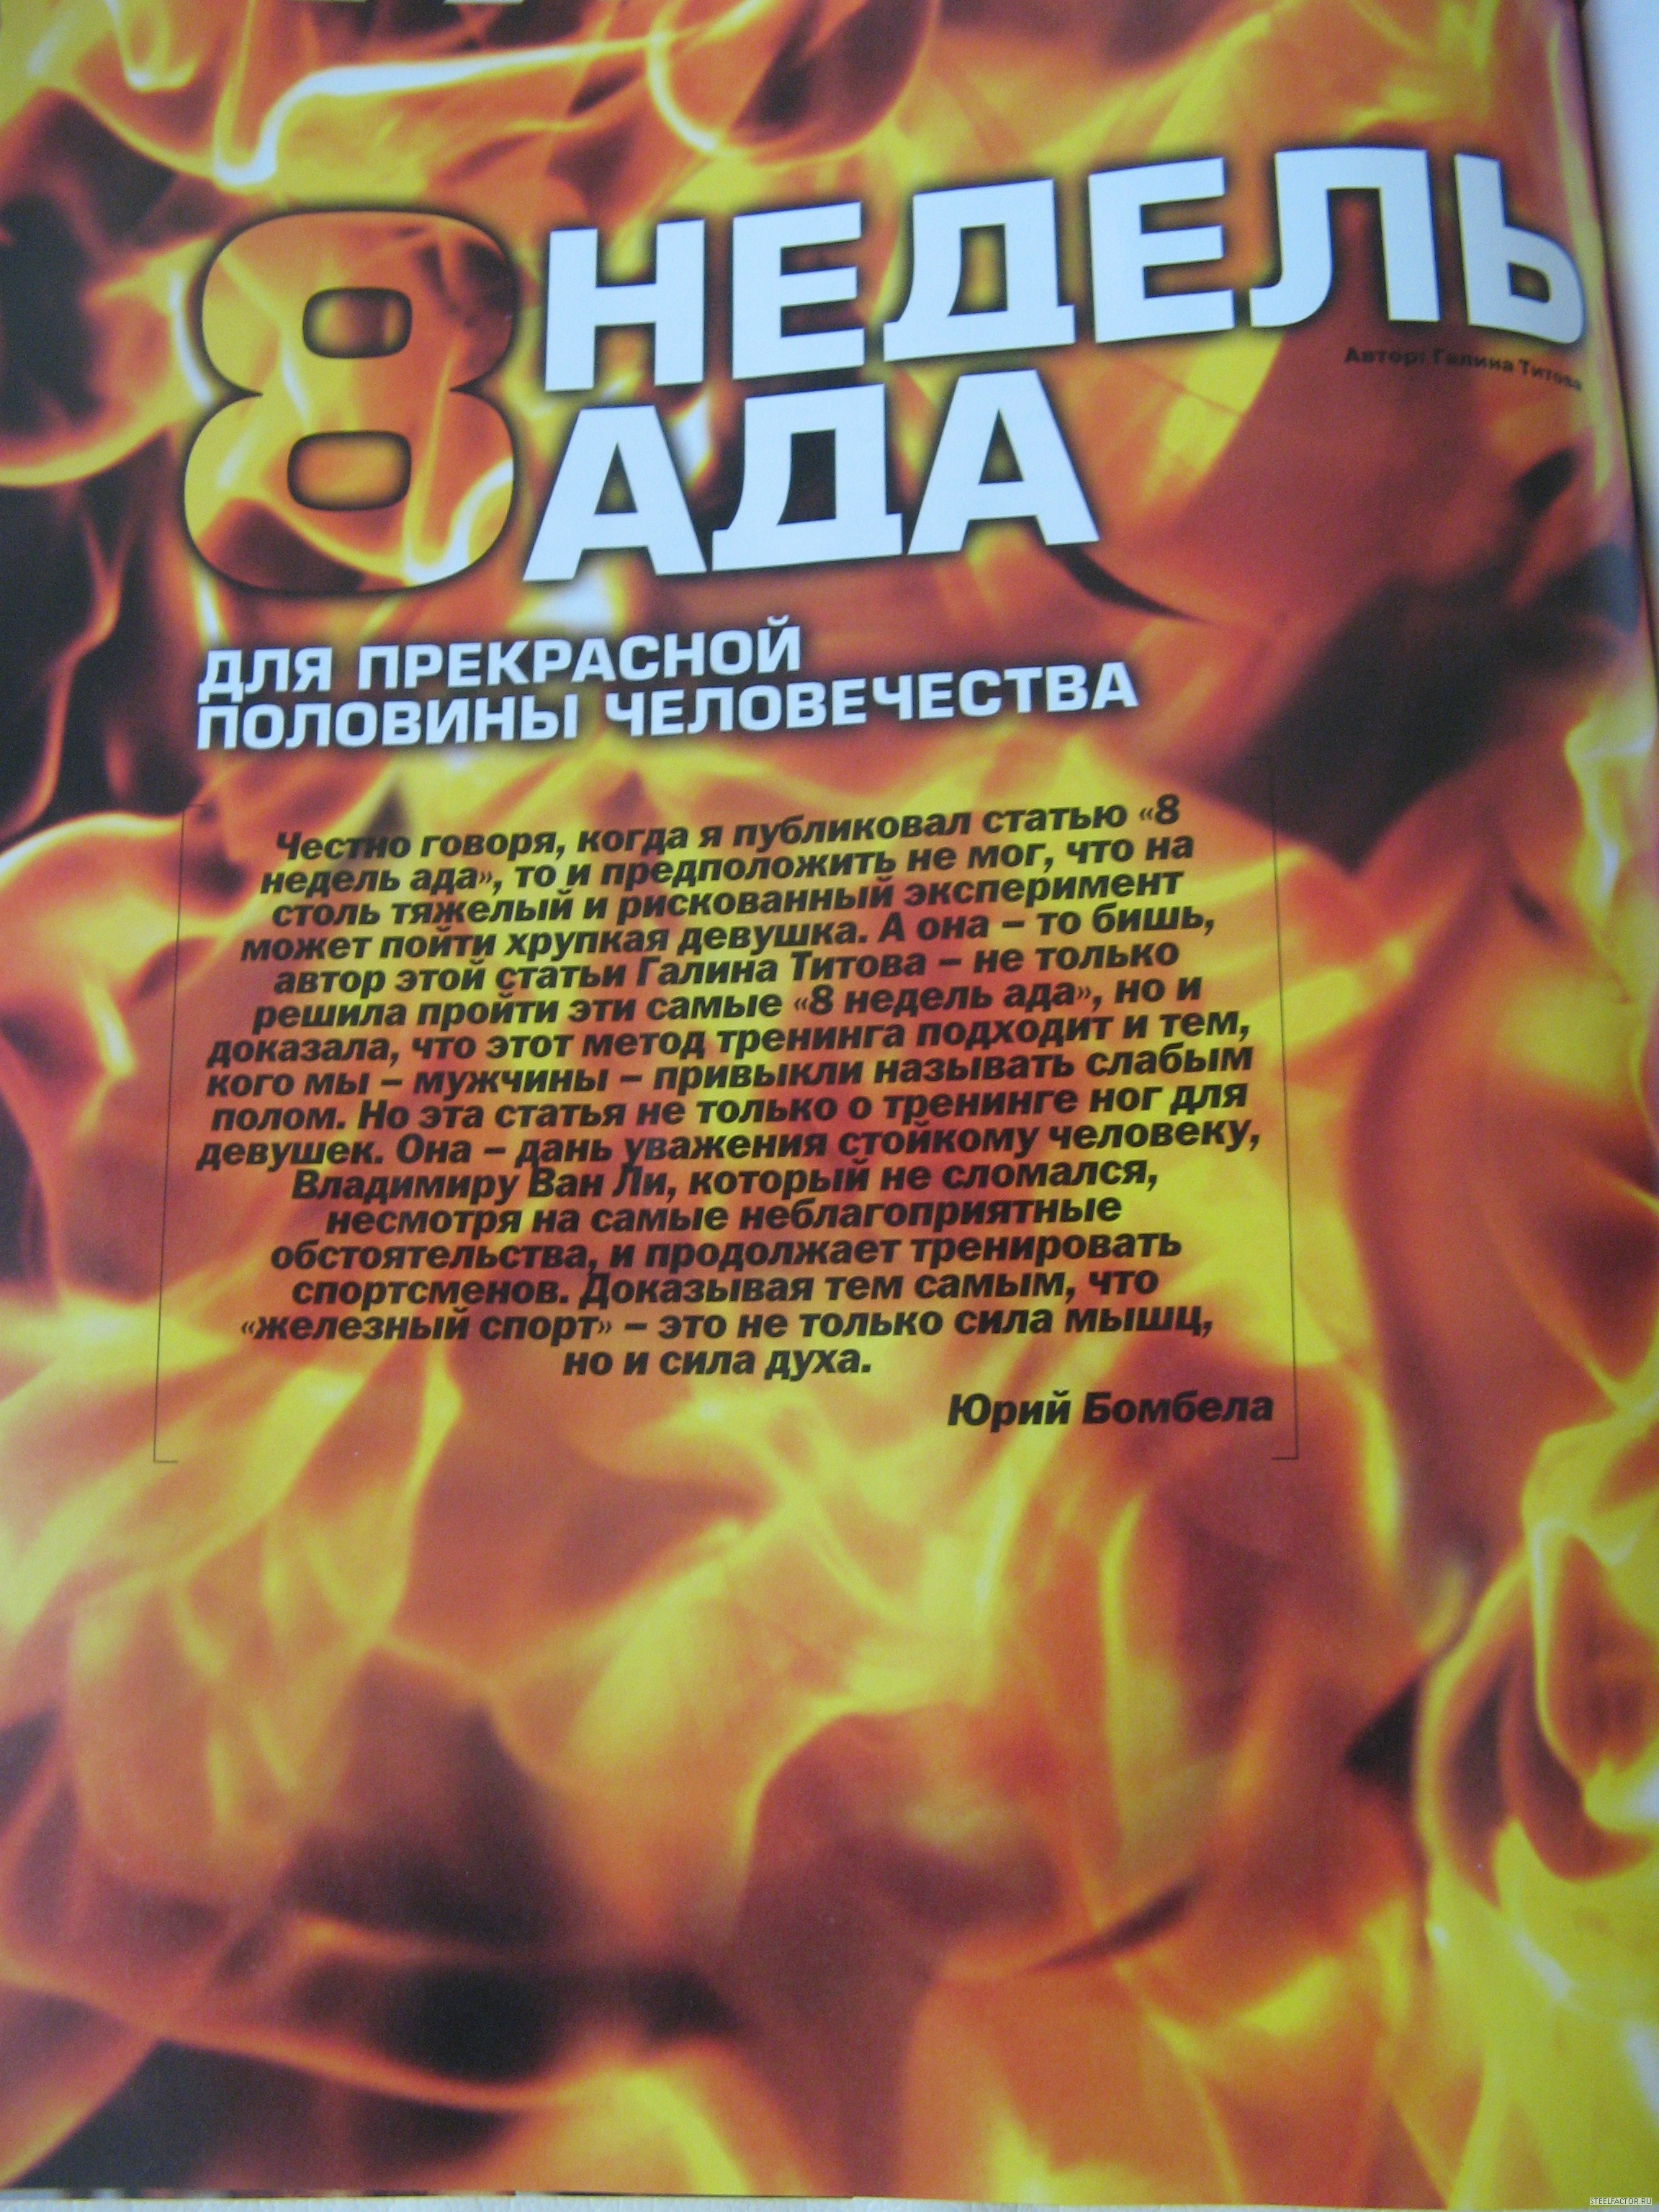 8 НЕДЕЛЬ
АДА
Автор: Галина Титова
ДЛЯ ПРЕКРАСНОЙ
ПОЛОВИНЫ ЧЕЛОВЕЧЕСТВА
Честно говоря, когда я публиковал статью «8
недель ада», то и предположить не мог, что на
столь тяжелый и рискованный эксперимент
может пойти хрупкая девушка. А она – то бишь,
автор этой статьи Галина Титова – не только
решила пройти эти самые «8 недель ада», но и
доказала, что этот метод тренинга подходит и тем,
кого мы – мужчины – привыкли называть слабым
полом. Но эта статья не только о тренинге ног для
девушек. Она – дань уважения стойкому человеку,
Владимиру Ван Ли, который не сломался,
несмотря на самые неблагоприятные
обстоятельства, и продолжает тренировать
спортсменов. Доказывая тем самым, что
«железный спорт» – это не только сила мышц,
но и сила духа.
Юрий Бомбела
STEELFACTOR.RU